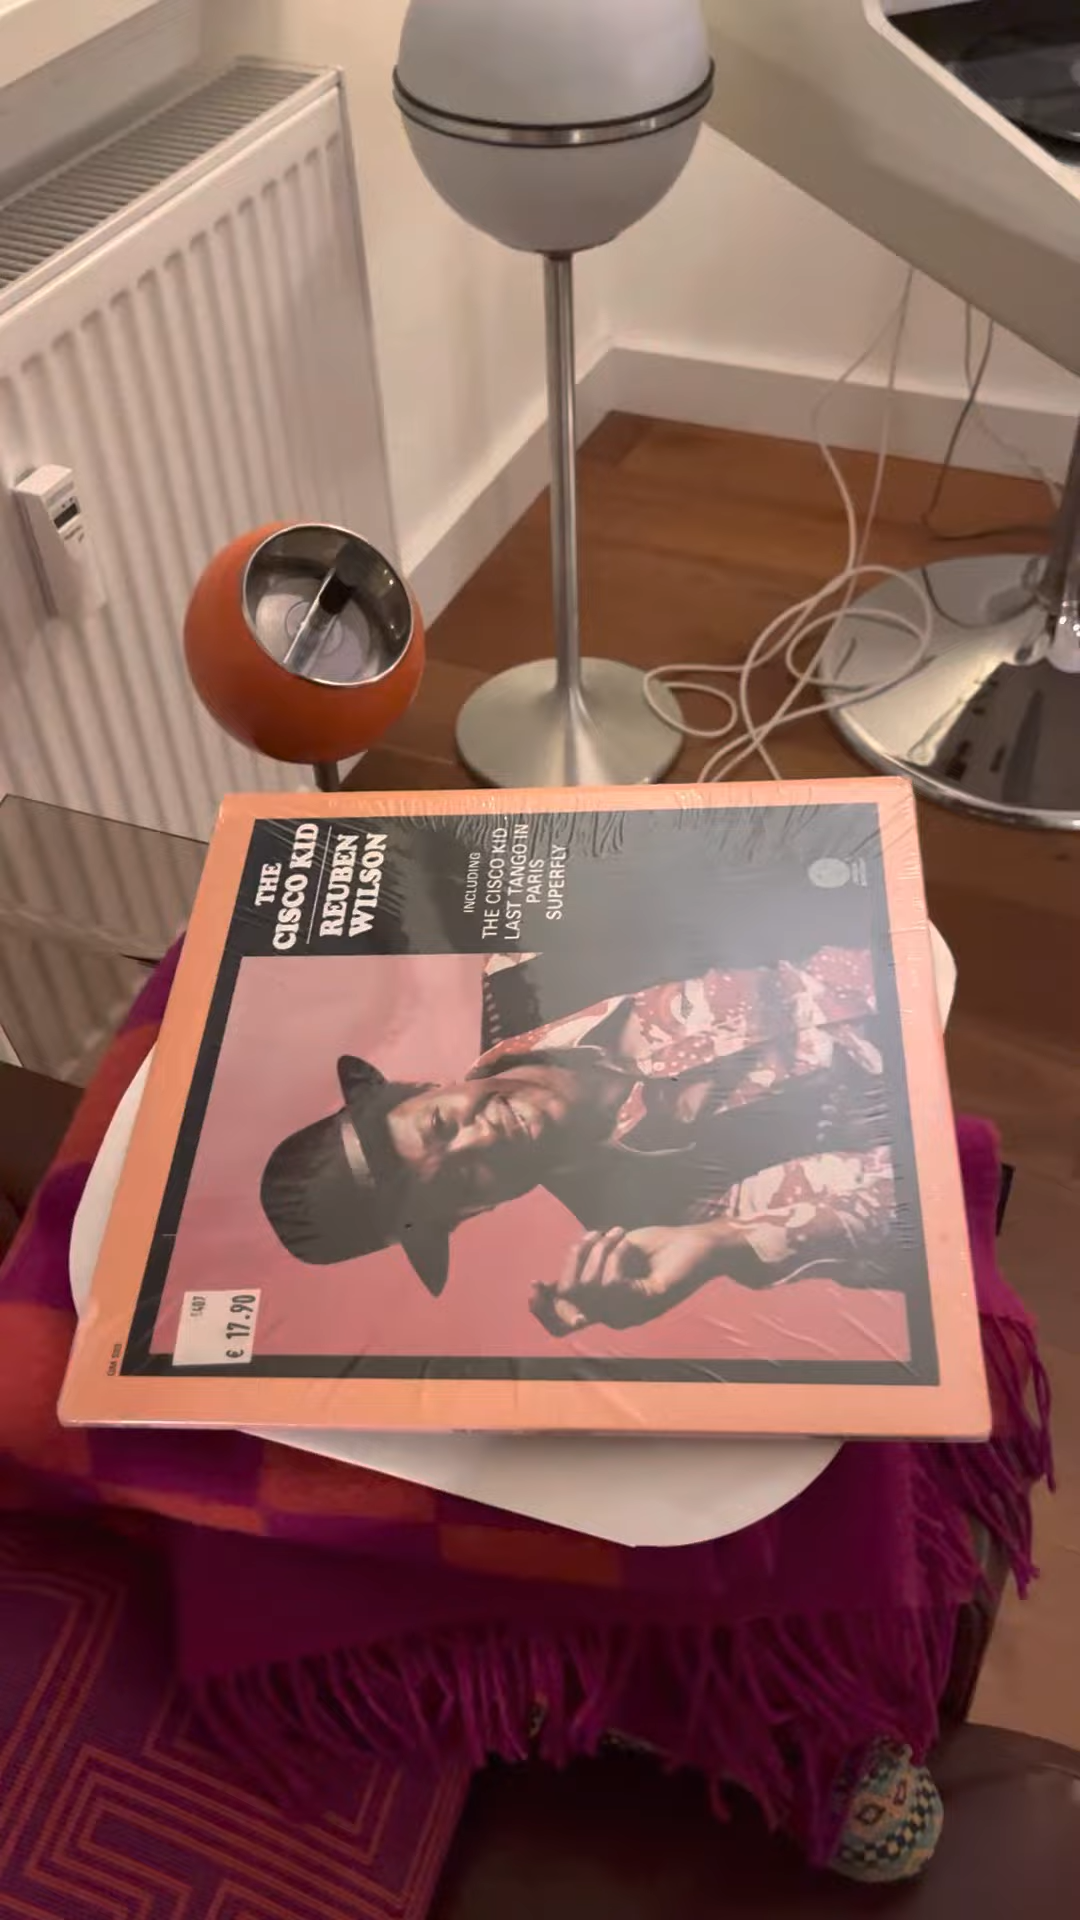 THE
CISCO KID
REUBEN
WILSON
INCLUDING
THE CISCO KID
LAST TANGO IN
PARIS
SUPERFLY
€ 17.90